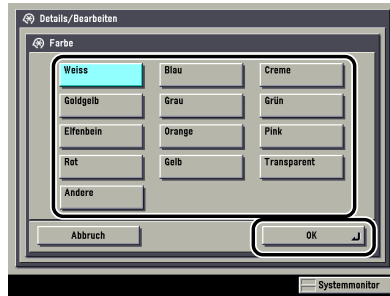 Details/Bearbeiten
Farbe
Weiss Blau Creme
Goldgelb Grau Grün
Elfenbein Orange Pink
Rot Gelb Transparent
Andere
Abbruch OK
Systemmonitor